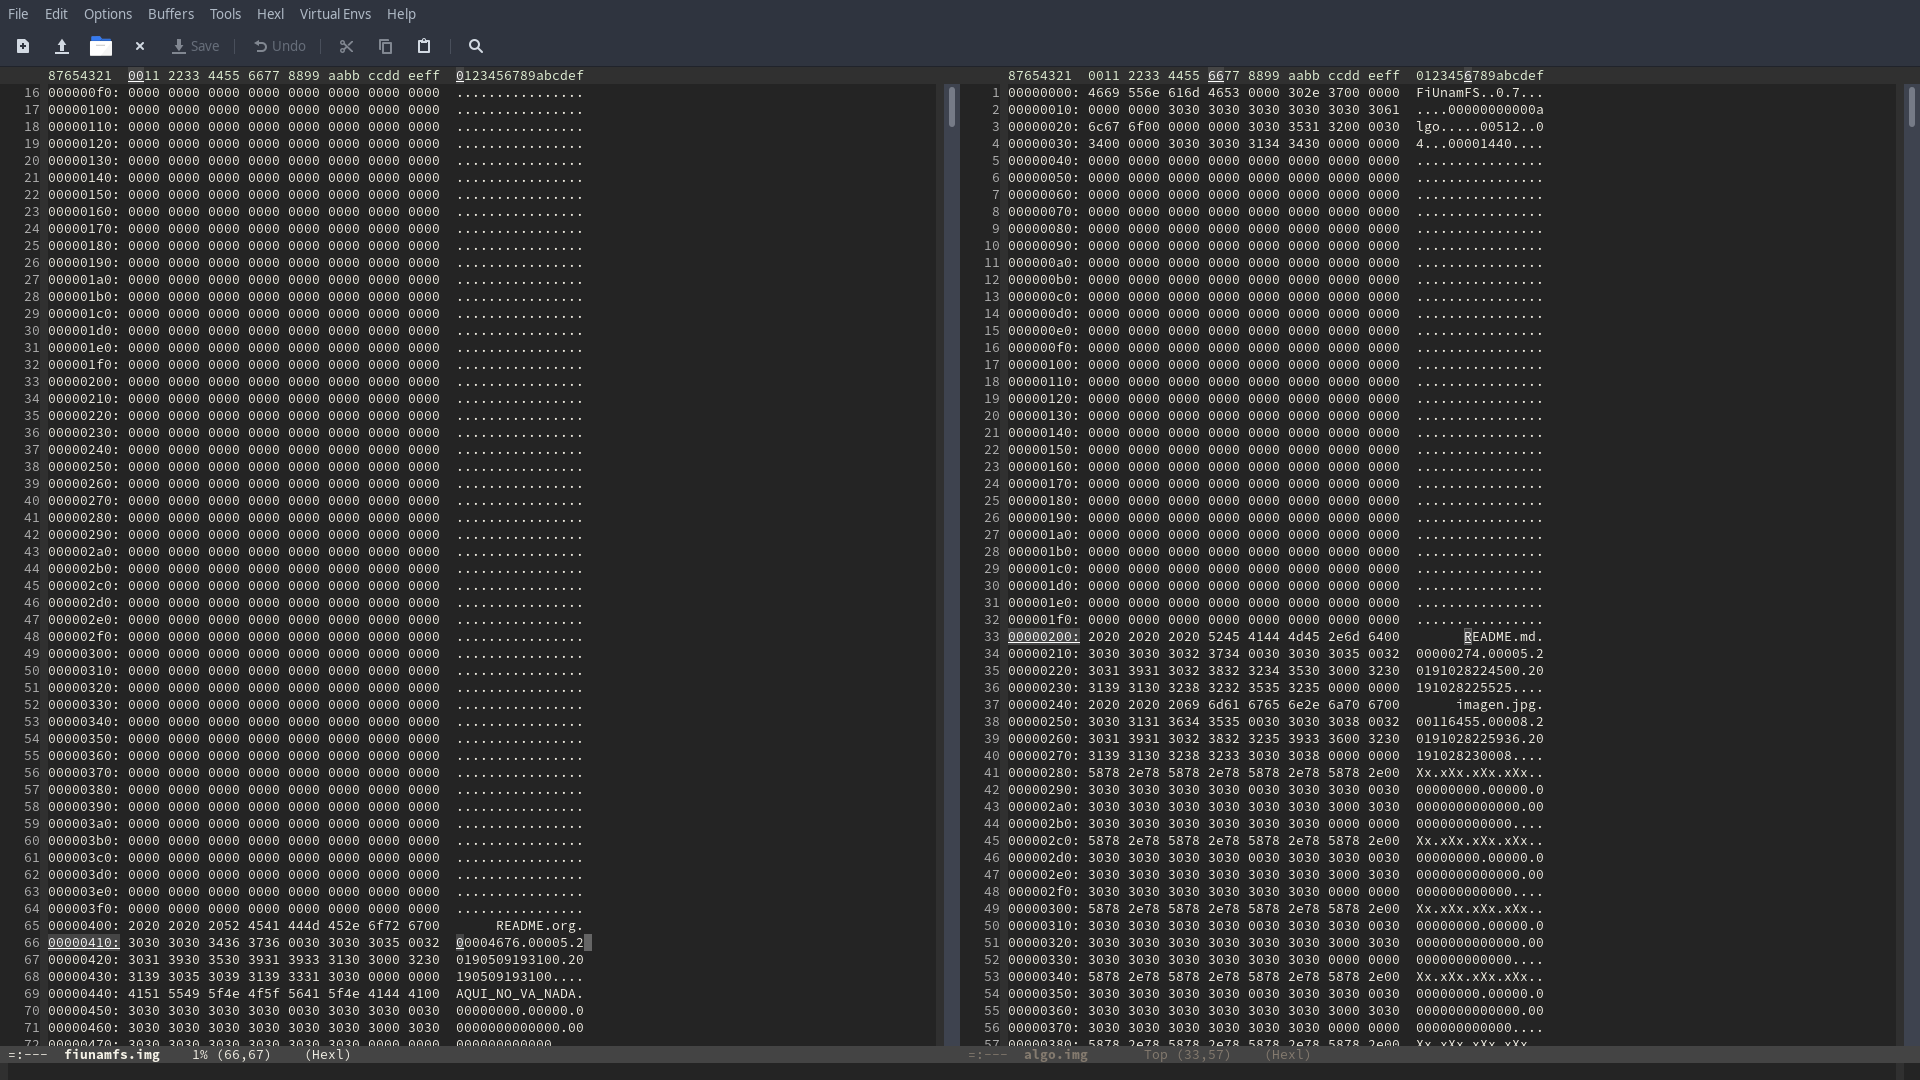 File Edit Options Buffers Tools Hexl Virtual Envs Help
Save Undo
87654321 0011 2233 4455 6677 8899 aabb ccdd eeff 0123456789abcdef
16 000000f0: 0000 0000 0000 0000 0000 0000 0000 0000 ................
17 00000100: 0000 0000 0000 0000 0000 0000 0000 0000 ................
18 00000110: 0000 0000 0000 0000 0000 0000 0000 0000 ................
19 00000120: 0000 0000 0000 0000 0000 0000 0000 0000 ................
20 00000130: 0000 0000 0000 0000 0000 0000 0000 0000 ................
21 00000140: 0000 0000 0000 0000 0000 0000 0000 0000 ................
22 00000150: 0000 0000 0000 0000 0000 0000 0000 0000 ................
23 00000160: 0000 0000 0000 0000 0000 0000 0000 0000 ................
24 00000170: 0000 0000 0000 0000 0000 0000 0000 0000 ................
25 00000180: 0000 0000 0000 0000 0000 0000 0000 0000 ................
26 00000190: 0000 0000 0000 0000 0000 0000 0000 0000 ................
27 000001a0: 0000 0000 0000 0000 0000 0000 0000 0000 ................
28 000001b0: 0000 0000 0000 0000 0000 0000 0000 0000 ................
29 000001c0: 0000 0000 0000 0000 0000 0000 0000 0000 ................
30 000001d0: 0000 0000 0000 0000 0000 0000 0000 0000 ................
31 000001e0: 0000 0000 0000 0000 0000 0000 0000 0000 ................
32 000001f0: 0000 0000 0000 0000 0000 0000 0000 0000 ................
33 00000200: 0000 0000 0000 0000 0000 0000 0000 0000 ................
34 00000210: 0000 0000 0000 0000 0000 0000 0000 0000 ................
35 00000220: 0000 0000 0000 0000 0000 0000 0000 0000 ................
36 00000230: 0000 0000 0000 0000 0000 0000 0000 0000 ................
37 00000240: 0000 0000 0000 0000 0000 0000 0000 0000 ................
38 00000250: 0000 0000 0000 0000 0000 0000 0000 0000 ................
39 00000260: 0000 0000 0000 0000 0000 0000 0000 0000 ................
40 00000270: 0000 0000 0000 0000 0000 0000 0000 0000 ................
41 00000280: 0000 0000 0000 0000 0000 0000 0000 0000 ................
42 00000290: 0000 0000 0000 0000 0000 0000 0000 0000 ................
43 000002a0: 0000 0000 0000 0000 0000 0000 0000 0000 ................
44 000002b0: 0000 0000 0000 0000 0000 0000 0000 0000 ................
45 000002c0: 0000 0000 0000 0000 0000 0000 0000 0000 ................
46 000002d0: 0000 0000 0000 0000 0000 0000 0000 0000 ................
47 000002e0: 0000 0000 0000 0000 0000 0000 0000 0000 ................
48 000002f0: 0000 0000 0000 0000 0000 0000 0000 0000 ................
49 00000300: 0000 0000 0000 0000 0000 0000 0000 0000 ................
50 00000310: 0000 0000 0000 0000 0000 0000 0000 0000 ................
51 00000320: 0000 0000 0000 0000 0000 0000 0000 0000 ................
52 00000330: 0000 0000 0000 0000 0000 0000 0000 0000 ................
53 00000340: 0000 0000 0000 0000 0000 0000 0000 0000 ................
54 00000350: 0000 0000 0000 0000 0000 0000 0000 0000 ................
55 00000360: 0000 0000 0000 0000 0000 0000 0000 0000 ................
56 00000370: 0000 0000 0000 0000 0000 0000 0000 0000 ................
57 00000380: 0000 0000 0000 0000 0000 0000 0000 0000 ................
58 00000390: 0000 0000 0000 0000 0000 0000 0000 0000 ................
59 000003a0: 0000 0000 0000 0000 0000 0000 0000 0000 ................
60 000003b0: 0000 0000 0000 0000 0000 0000 0000 0000 ................
61 000003c0: 0000 0000 0000 0000 0000 0000 0000 0000 ................
62 000003d0: 0000 0000 0000 0000 0000 0000 0000 0000 ................
63 000003e0: 0000 0000 0000 0000 0000 0000 0000 0000 ................
64 000003f0: 0000 0000 0000 0000 0000 0000 0000 0000 ................
65 00000400: 2020 2020 2052 4541 444d 452e 6f72 6700 README.org.
66 00000410: 3030 3030 3436 3736 0030 3030 3035 0032 00004676.00005.2
67 00000420: 3031 3930 3530 3931 3933 3130 3000 3230 0190509193100.20
68 00000430: 3139 3035 3039 3139 3331 3030 0000 0000 190509193100....
69 00000440: 4151 5549 5f4e 4f5f 5641 5f4e 4144 4100 AQUI_NO_VA_NADA.
70 00000450: 3030 3030 3030 3030 0030 3030 3030 0030 00000000.00000.0
71 00000460: 3030 3030 3030 3030 3030 3030 3000 3030 0000000000000.00
72 00000470: 3030 3030 3030 3030 3030 3030 0000 0000 000000000000
=:--- fiunamfs.img 1% (66,67) (Hexl)
87654321 0011 2233 4455 6677 8899 aabb ccdd eeff 0123456789abcdef
1 00000000: 4669 556e 616d 4653 0000 302e 3700 0000 FiUnamFS..0.7...
2 00000010: 0000 0000 3030 3030 3030 3030 3030 3061 ....00000000000a
3 00000020: 6c67 6f00 0000 0000 3030 3531 3200 0030 lgo.....00512..0
4 00000030: 3400 0000 3030 3030 3134 3430 0000 0000 4...00001440....
5 00000040: 0000 0000 0000 0000 0000 0000 0000 0000 ................
6 00000050: 0000 0000 0000 0000 0000 0000 0000 0000 ................
7 00000060: 0000 0000 0000 0000 0000 0000 0000 0000 ................
8 00000070: 0000 0000 0000 0000 0000 0000 0000 0000 ................
9 00000080: 0000 0000 0000 0000 0000 0000 0000 0000 ................
10 00000090: 0000 0000 0000 0000 0000 0000 0000 0000 ................
11 000000a0: 0000 0000 0000 0000 0000 0000 0000 0000 ................
12 000000b0: 0000 0000 0000 0000 0000 0000 0000 0000 ................
13 000000c0: 0000 0000 0000 0000 0000 0000 0000 0000 ................
14 000000d0: 0000 0000 0000 0000 0000 0000 0000 0000 ................
15 000000e0: 0000 0000 0000 0000 0000 0000 0000 0000 ................
16 000000f0: 0000 0000 0000 0000 0000 0000 0000 0000 ................
17 00000100: 0000 0000 0000 0000 0000 0000 0000 0000 ................
18 00000110: 0000 0000 0000 0000 0000 0000 0000 0000 ................
19 00000120: 0000 0000 0000 0000 0000 0000 0000 0000 ................
20 00000130: 0000 0000 0000 0000 0000 0000 0000 0000 ................
21 00000140: 0000 0000 0000 0000 0000 0000 0000 0000 ................
22 00000150: 0000 0000 0000 0000 0000 0000 0000 0000 ................
23 00000160: 0000 0000 0000 0000 0000 0000 0000 0000 ................
24 00000170: 0000 0000 0000 0000 0000 0000 0000 0000 ................
25 00000180: 0000 0000 0000 0000 0000 0000 0000 0000 ................
26 00000190: 0000 0000 0000 0000 0000 0000 0000 0000 ................
27 000001a0: 0000 0000 0000 0000 0000 0000 0000 0000 ................
28 000001b0: 0000 0000 0000 0000 0000 0000 0000 0000 ................
29 000001c0: 0000 0000 0000 0000 0000 0000 0000 0000 ................
30 000001d0: 0000 0000 0000 0000 0000 0000 0000 0000 ................
31 000001e0: 0000 0000 0000 0000 0000 0000 0000 0000 ................
32 000001f0: 0000 0000 0000 0000 0000 0000 0000 0000 ................
33 00000200: 2020 2020 2020 5245 4144 4d45 2e6d 6400 README.md.
34 00000210: 3030 3030 3032 3734 0030 3030 3035 0032 00000274.00005.2
35 00000220: 3031 3931 3032 3832 3234 3530 3000 3230 0191028224500.20
36 00000230: 3139 3130 3238 3232 3535 3235 0000 0000 191028225525....
37 00000240: 2020 2020 2069 6d61 6765 6e2e 6a70 6700 imagen.jpg.
38 00000250: 3030 3131 3634 3535 0030 3030 3038 0032 00116455.00008.2
39 00000260: 3031 3931 3032 3832 3235 3933 3600 3230 0191028225936.20
40 00000270: 3139 3130 3238 3233 3030 3038 0000 0000 191028230008....
41 00000280: 5878 2e78 5878 2e78 5878 2e78 5878 2e00 Xx.xXx.xXx.xXx..
42 00000290: 3030 3030 3030 3030 0030 3030 3030 0030 00000000.00000.0
43 000002a0: 3030 3030 3030 3030 3030 3030 3000 3030 0000000000000.00
44 000002b0: 3030 3030 3030 3030 3030 3030 0000 0000 000000000000....
45 000002c0: 5878 2e78 5878 2e78 5878 2e78 5878 2e00 Xx.xXx.xXx.xXx..
46 000002d0: 3030 3030 3030 3030 0030 3030 3030 0030 00000000.00000.0
47 000002e0: 3030 3030 3030 3030 3030 3030 3000 3030 0000000000000.00
48 000002f0: 3030 3030 3030 3030 3030 3030 0000 0000 000000000000....
49 00000300: 5878 2e78 5878 2e78 5878 2e78 5878 2e00 Xx.xXx.xXx.xXx..
50 00000310: 3030 3030 3030 3030 0030 3030 3030 0030 00000000.00000.0
51 00000320: 3030 3030 3030 3030 3030 3030 3000 3030 0000000000000.00
52 00000330: 3030 3030 3030 3030 3030 3030 0000 0000 000000000000....
53 00000340: 5878 2e78 5878 2e78 5878 2e78 5878 2e00 Xx.xXx.xXx.xXx..
54 00000350: 3030 3030 3030 3030 0030 3030 3030 0030 00000000.00000.0
55 00000360: 3030 3030 3030 3030 3030 3030 3000 3030 0000000000000.00
56 00000370: 3030 3030 3030 3030 3030 3030 0000 0000 000000000000....
57 00000380: 5878 2e78 5878 2e78 5878 2e78 5878 2e00 Xx.xXx.xXx.xXx
=:--- algo.img Top (33,57) (Hexl)